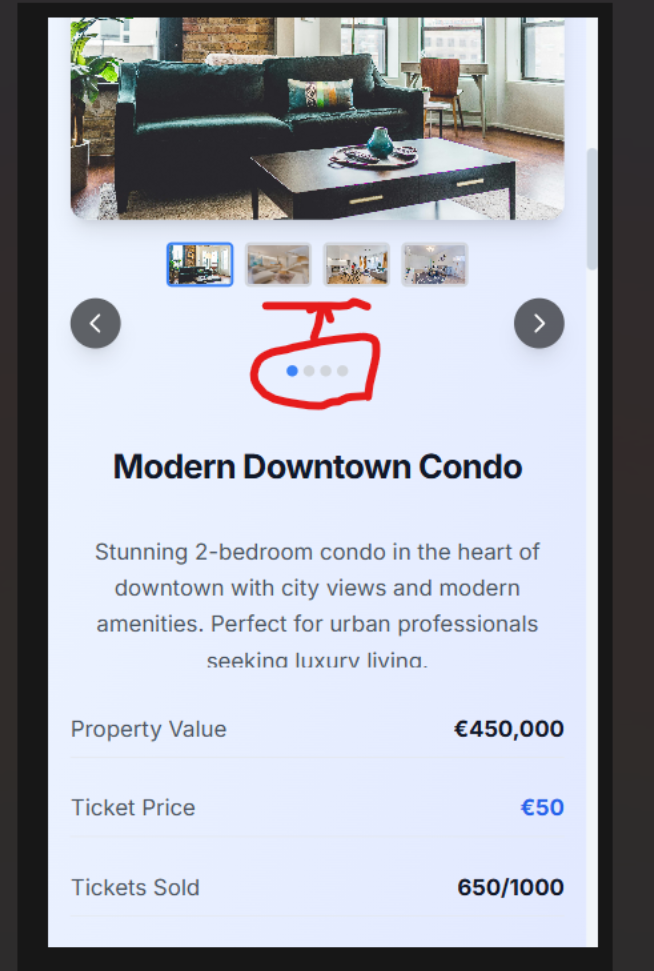 Modern Downtown Condo
Stunning 2-bedroom condo in the heart of
downtown with city views and modern
amenities. Perfect for urban professionals
seeking luxury living.
Property Value €450,000
Ticket Price €50
Tickets Sold 650/1000